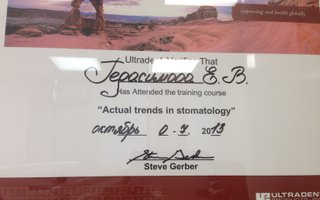 improving oral health globally
That
Герасимова Е.В.
Has Attended the training course
“Actual trends in stomatology”
октябрь 2013
Steve Gerber
ULTRADENT